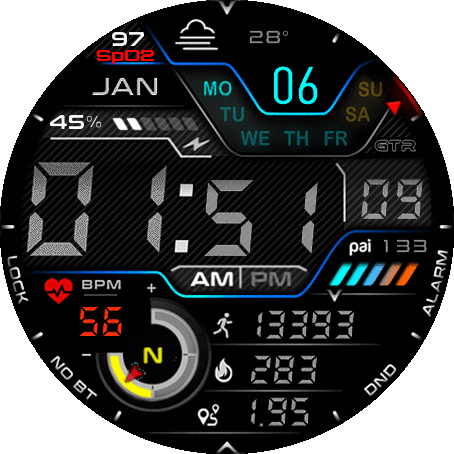 97
SpO2
28°
JAN
06
MO
SU
TU
SA
WE TH FR
45%
GTR
01:51
09
AM PM
pai 133
LOCK
ALARM
BPM
+
56
-
N
13393
283
1.95
NO BT
DND